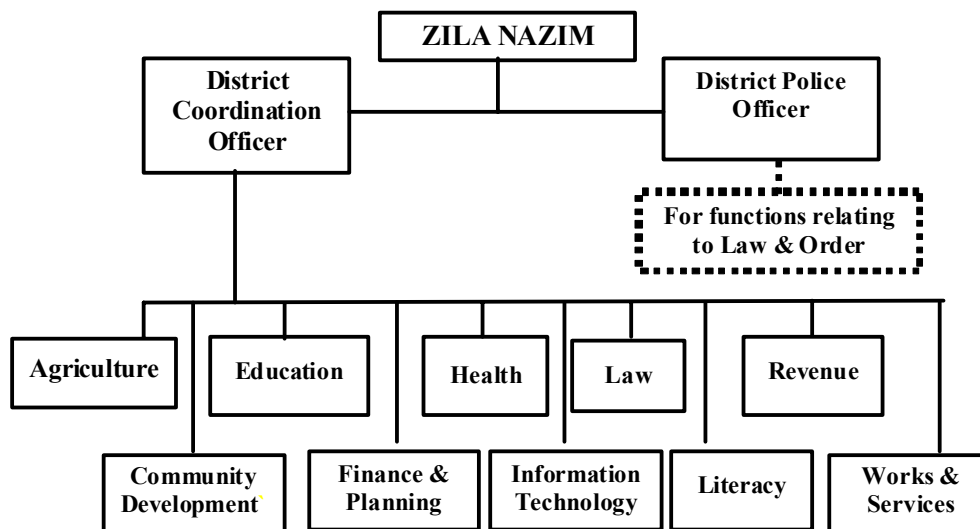 ZILA NAZIM
District
Coordination
Officer
District Police
Officer
For functions relating
to Law & Order
Agriculture
Education
Health
Law
Revenue
Community
Development`
Finance &
Planning
Information
Technology
Literacy
Works &
Services